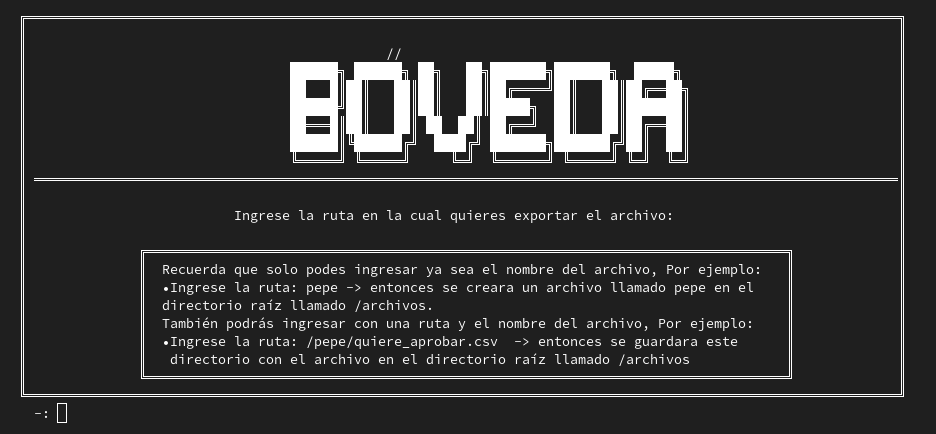 //
BOVEDA
Ingrese la ruta en la cual quieres exportar el archivo:
Recuerda que solo podes ingresar ya sea el nombre del archivo, Por ejemplo:
•Ingrese la ruta: pepe -> entonces se creara un archivo llamado pepe en el
directorio raíz llamado /archivos.
También podrás ingresar con una ruta y el nombre del archivo, Por ejemplo:
•Ingrese la ruta: /pepe/quiere_aprobar.csv  -> entonces se guardara este
directorio con el archivo en el directorio raíz llamado /archivos
-: